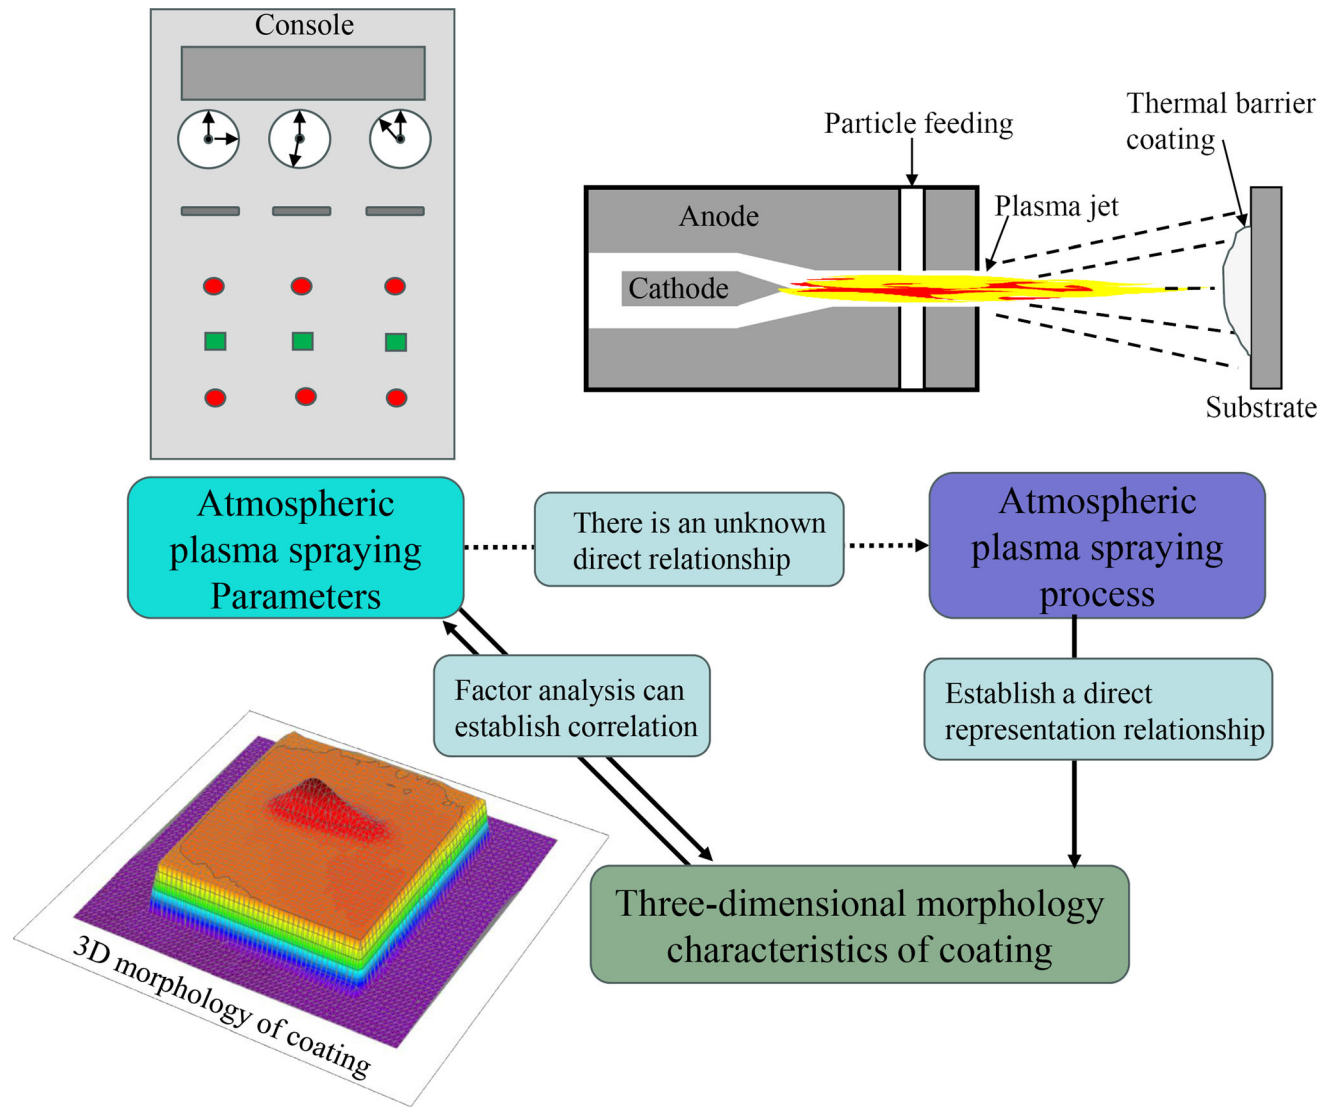 Console
Particle feeding
Thermal barrier
coating
Anode
Plasma jet
Cathode
Substrate
Atmospheric
plasma spraying
Parameters
There is an unknown
direct relationship
Atmospheric
plasma spraying
process
Factor analysis can
establish correlation
Establish a direct
representation relationship
Three-dimensional morphology
characteristics of coating
3D morphology of coating